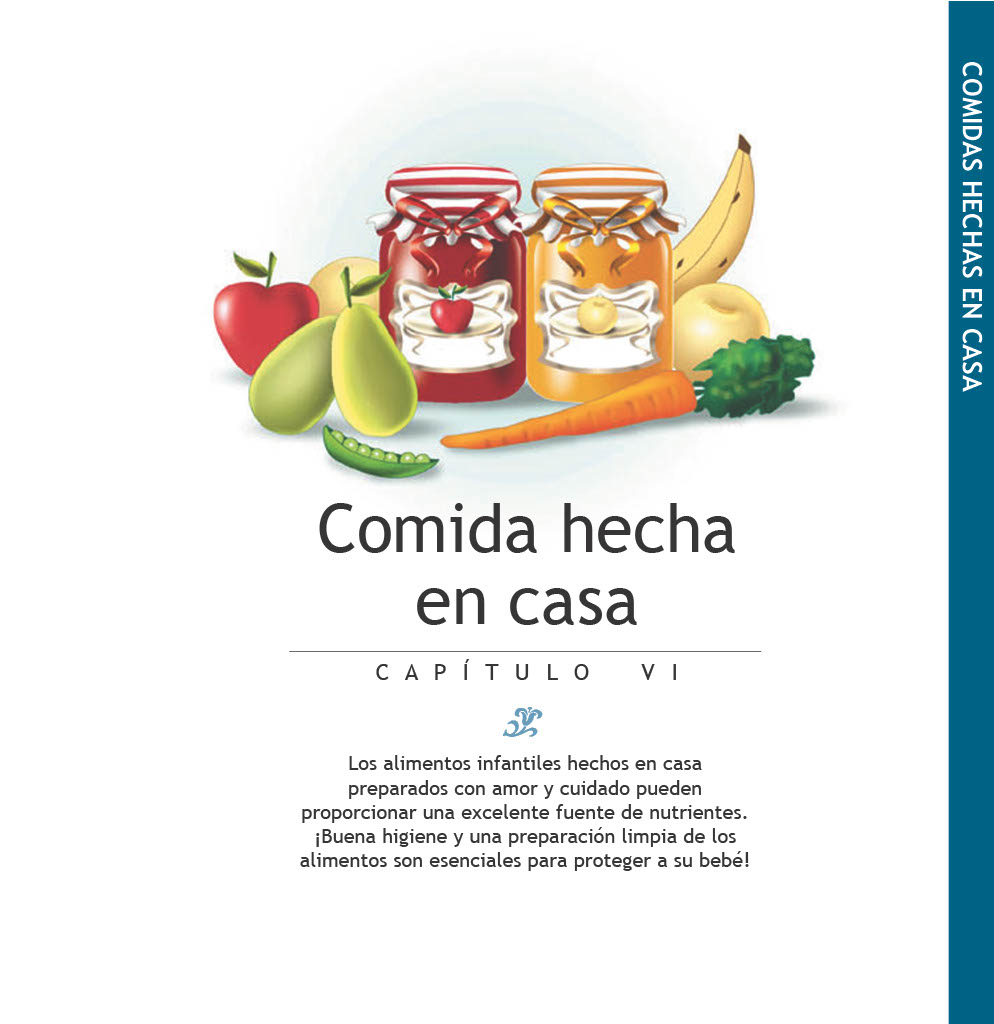 COMIDAS HECHAS EN CASA
Comida hecha
en casa
CAPÍTULO VI
Los alimentos infantiles hechos en casa
preparados con amor y cuidado pueden
proporcionar una excelente fuente de nutrientes.
¡Buena higiene y una preparación limpia de los
alimentos son esenciales para proteger a su bebé!